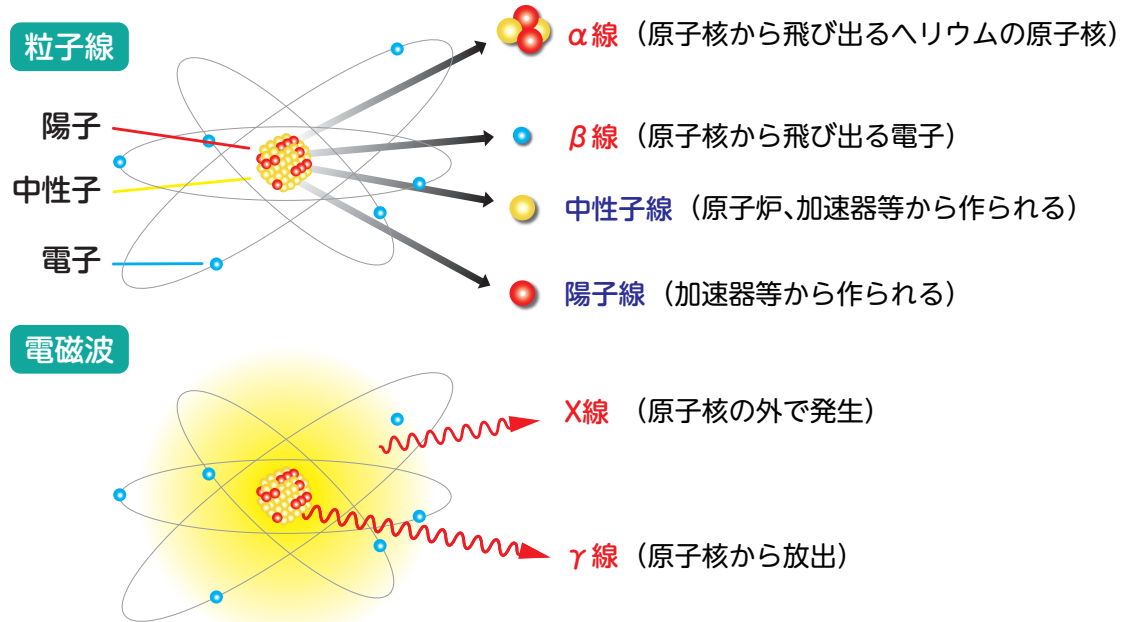 粒子線
α線（原子核から飛び出るヘリウムの原子核）
陽子
β線（原子核から飛び出る電子）
中性子
中性子線（原子炉、加速器等から作られる）
電子
陽子線（加速器等から作られる）
電磁波
X線（原子核の外で発生）
γ線（原子核から放出）